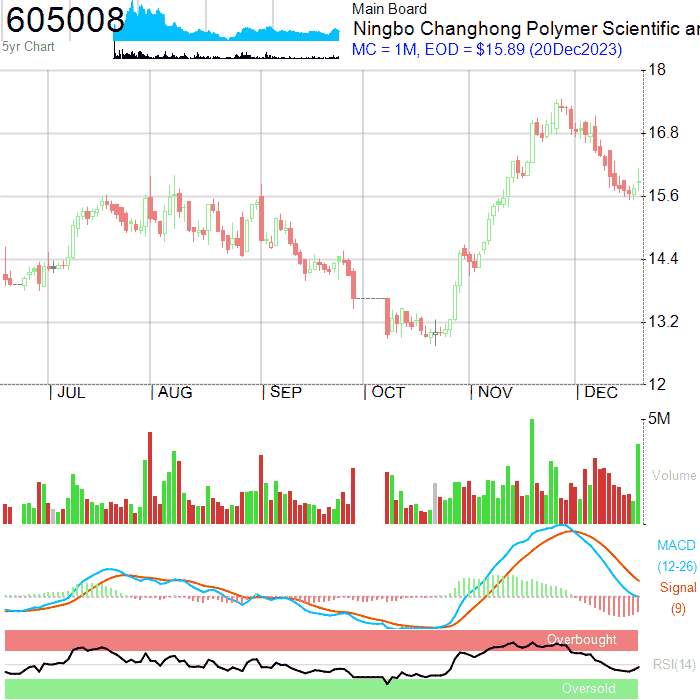 605008
5yr Chart
Main Board
Ningbo Changhong Polymer Scientific a
MC = 1M, EOD = $15.89 (20Dec2023)
18
16.8
15.6
14.4
13.2
12
JUL AUG SEP OCT NOV DEC
5M
Volume
MACD
(12-26)
Signal
(9)
Overbought
RSI(14)
Oversold